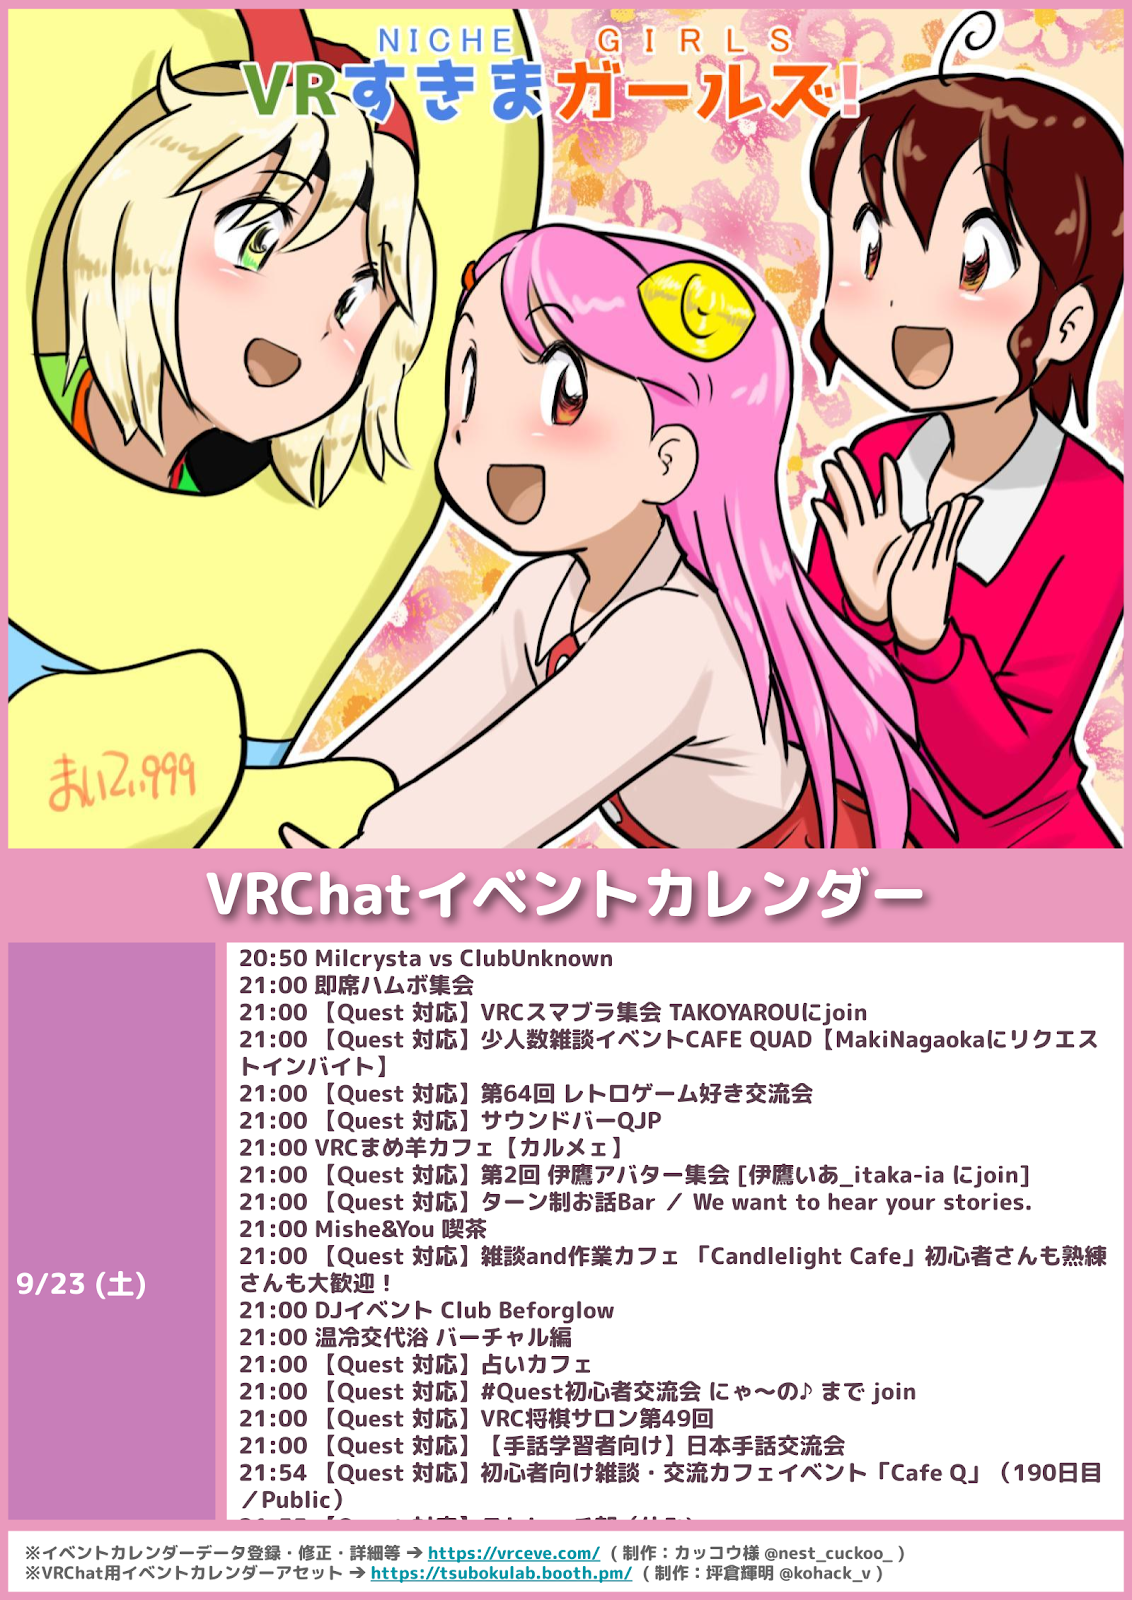 NICHE GIRLS
VRすきまガールズ!
まいてい999
VRChatイベントカレンダー
9/23 (土)
20:50 Milcrysta vs ClubUnknown
21:00 即席ハムボ集会
21:00 【Quest 対応】VRCスマブラ集会 TAKOYAROUにjoin
21:00 【Quest 対応】少人数雑談イベントCAFE QUAD【MakiNagaokaにリクエス
トインバイト】
21:00 【Quest 対応】第64回 レトロゲーム好き交流会
21:00 【Quest 対応】サウンドバーQJP
21:00 VRCまめ羊カフェ【カルメェ】
21:00 【Quest 対応】第2回 伊鷹アバター集会 [伊鷹いあ_itaka-ia にjoin]
21:00 【Quest 対応】ターン制お話Bar ／ We want to hear your stories.
21:00 Mishe&You 喫茶
21:00 【Quest 対応】雑談and作業カフェ 「Candlelight Cafe」初心者さんも熟練
さんも大歓迎！
21:00 DJイベント Club Beforglow
21:00 温冷交代浴 バーチャル編
21:00 【Quest 対応】占いカフェ
21:00 【Quest 対応】#Quest初心者交流会 にゃ～の♪ まで join
21:00 【Quest 対応】VRC将棋サロン第49回
21:00 【Quest 対応】【手話学習者向け】日本手話交流会
21:54 【Quest 対応】初心者向け雑談・交流カフェイベント「Cafe Q」（190日目
／Public）
※イベントカレンダーデータ登録・修正・詳細等 ➔ https://vrceve.com/ ( 制作：カッコウ様 @nest_cuckoo_ )
※VRChat用イベントカレンダーアセット ➔ https://tsubokulab.booth.pm/ ( 制作：坪倉輝明 @kohack_v )